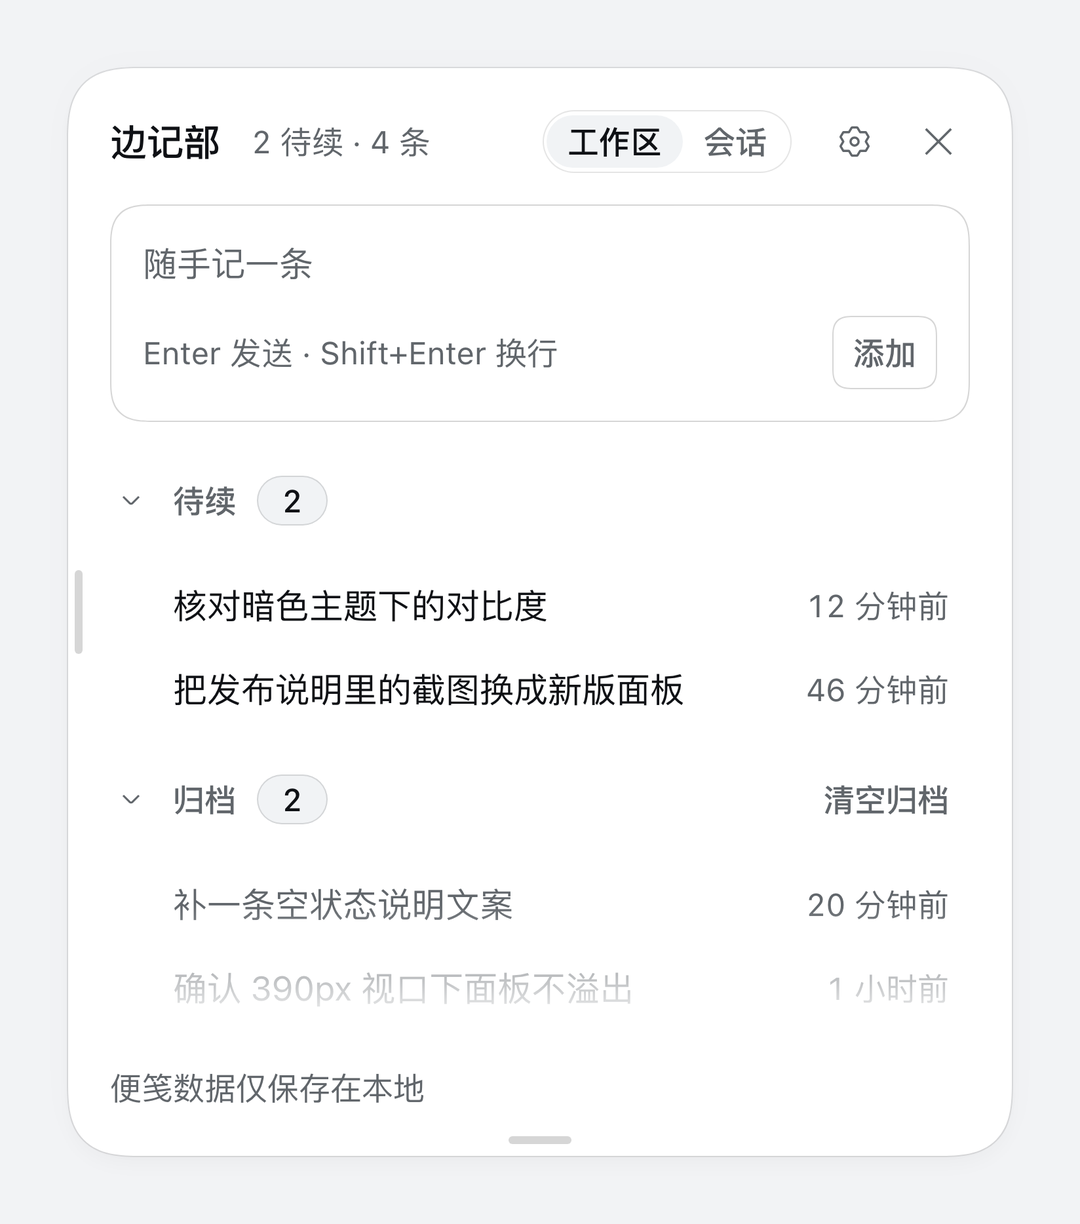 边记部 2 待续 · 4 条 工作区 会话
随手记一条
Enter 发送 · Shift+Enter 换行 添加
待续 2
核对暗色主题下的对比度 12 分钟前
把发布说明里的截图换成新版面板 46 分钟前
归档 2 清空归档
补一条空状态说明文案 20 分钟前
确认 390px 视口下面板不溢出 1 小时前
便笺数据仅保存在本地